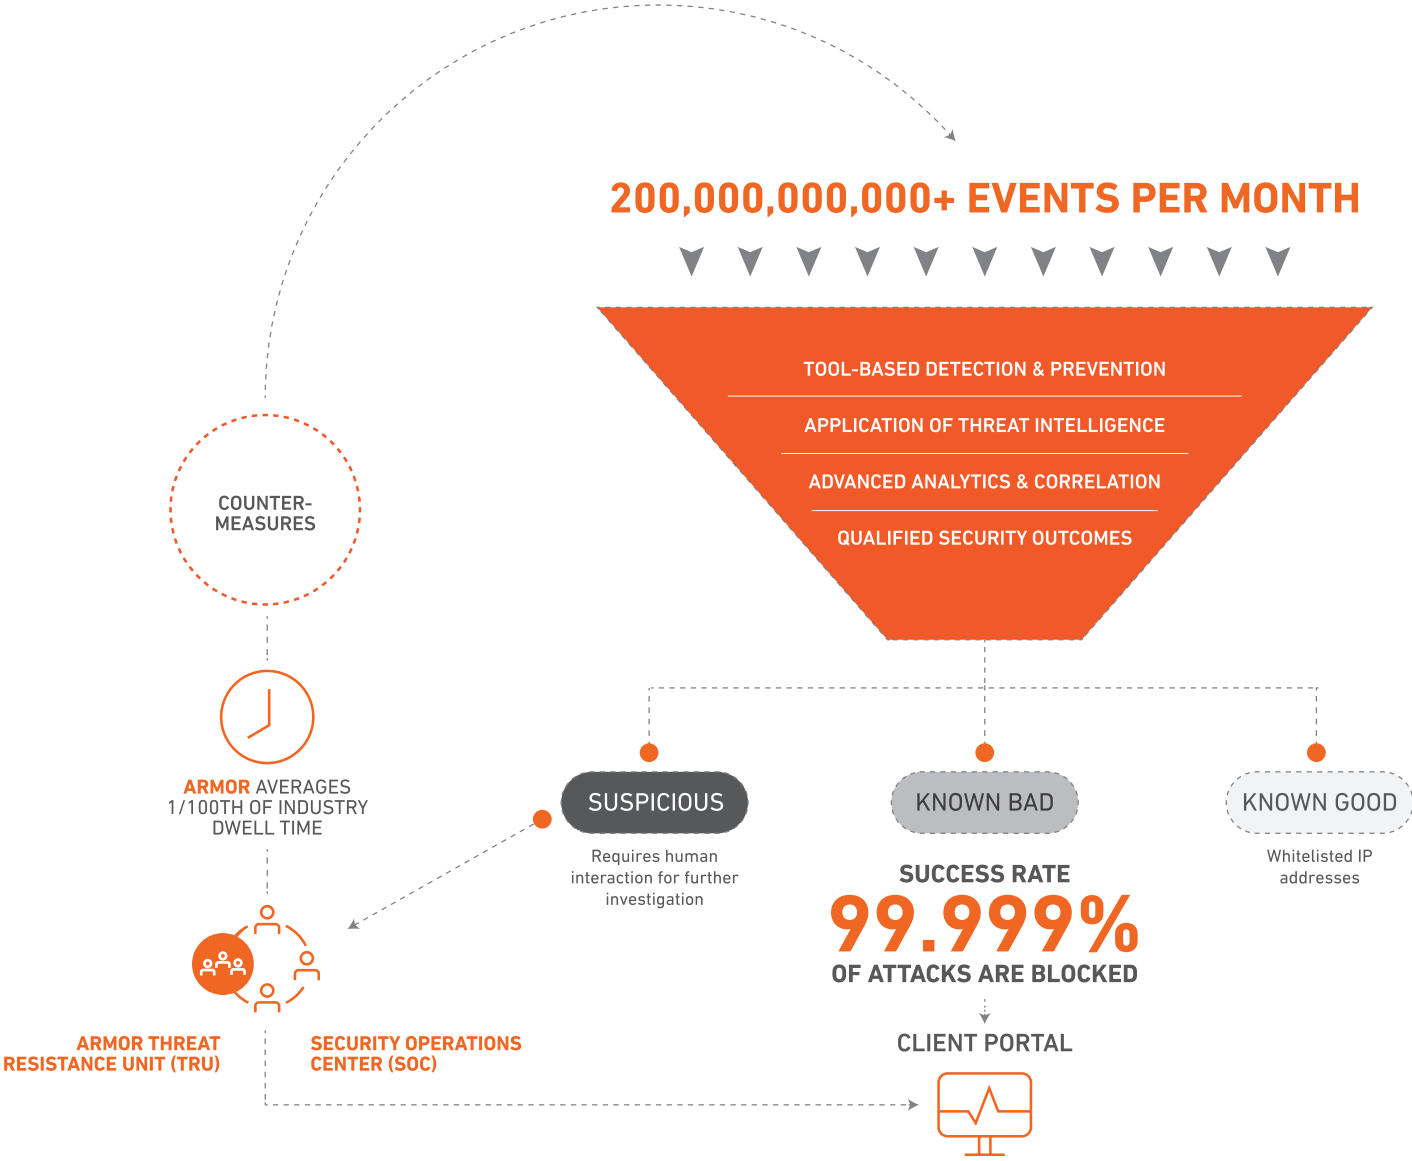 200,000,000,000+ EVENTS PER MONTH
TOOL-BASED DETECTION & PREVENTION
APPLICATION OF THREAT INTELLIGENCE
ADVANCED ANALYTICS & CORRELATION
QUALIFIED SECURITY OUTCOMES
COUNTER-
MEASURES
ARMOR AVERAGES
1/100TH OF INDUSTRY
DWELL TIME
SUSPICIOUS
Requires human
interaction for further
investigation
KNOWN BAD
SUCCESS RATE
99.999%
OF ATTACKS ARE BLOCKED
KNOWN GOOD
Whitelisted IP
addresses
ARMOR THREAT
RESISTANCE UNIT (TRU)
SECURITY OPERATIONS
CENTER (SOC)
CLIENT PORTAL